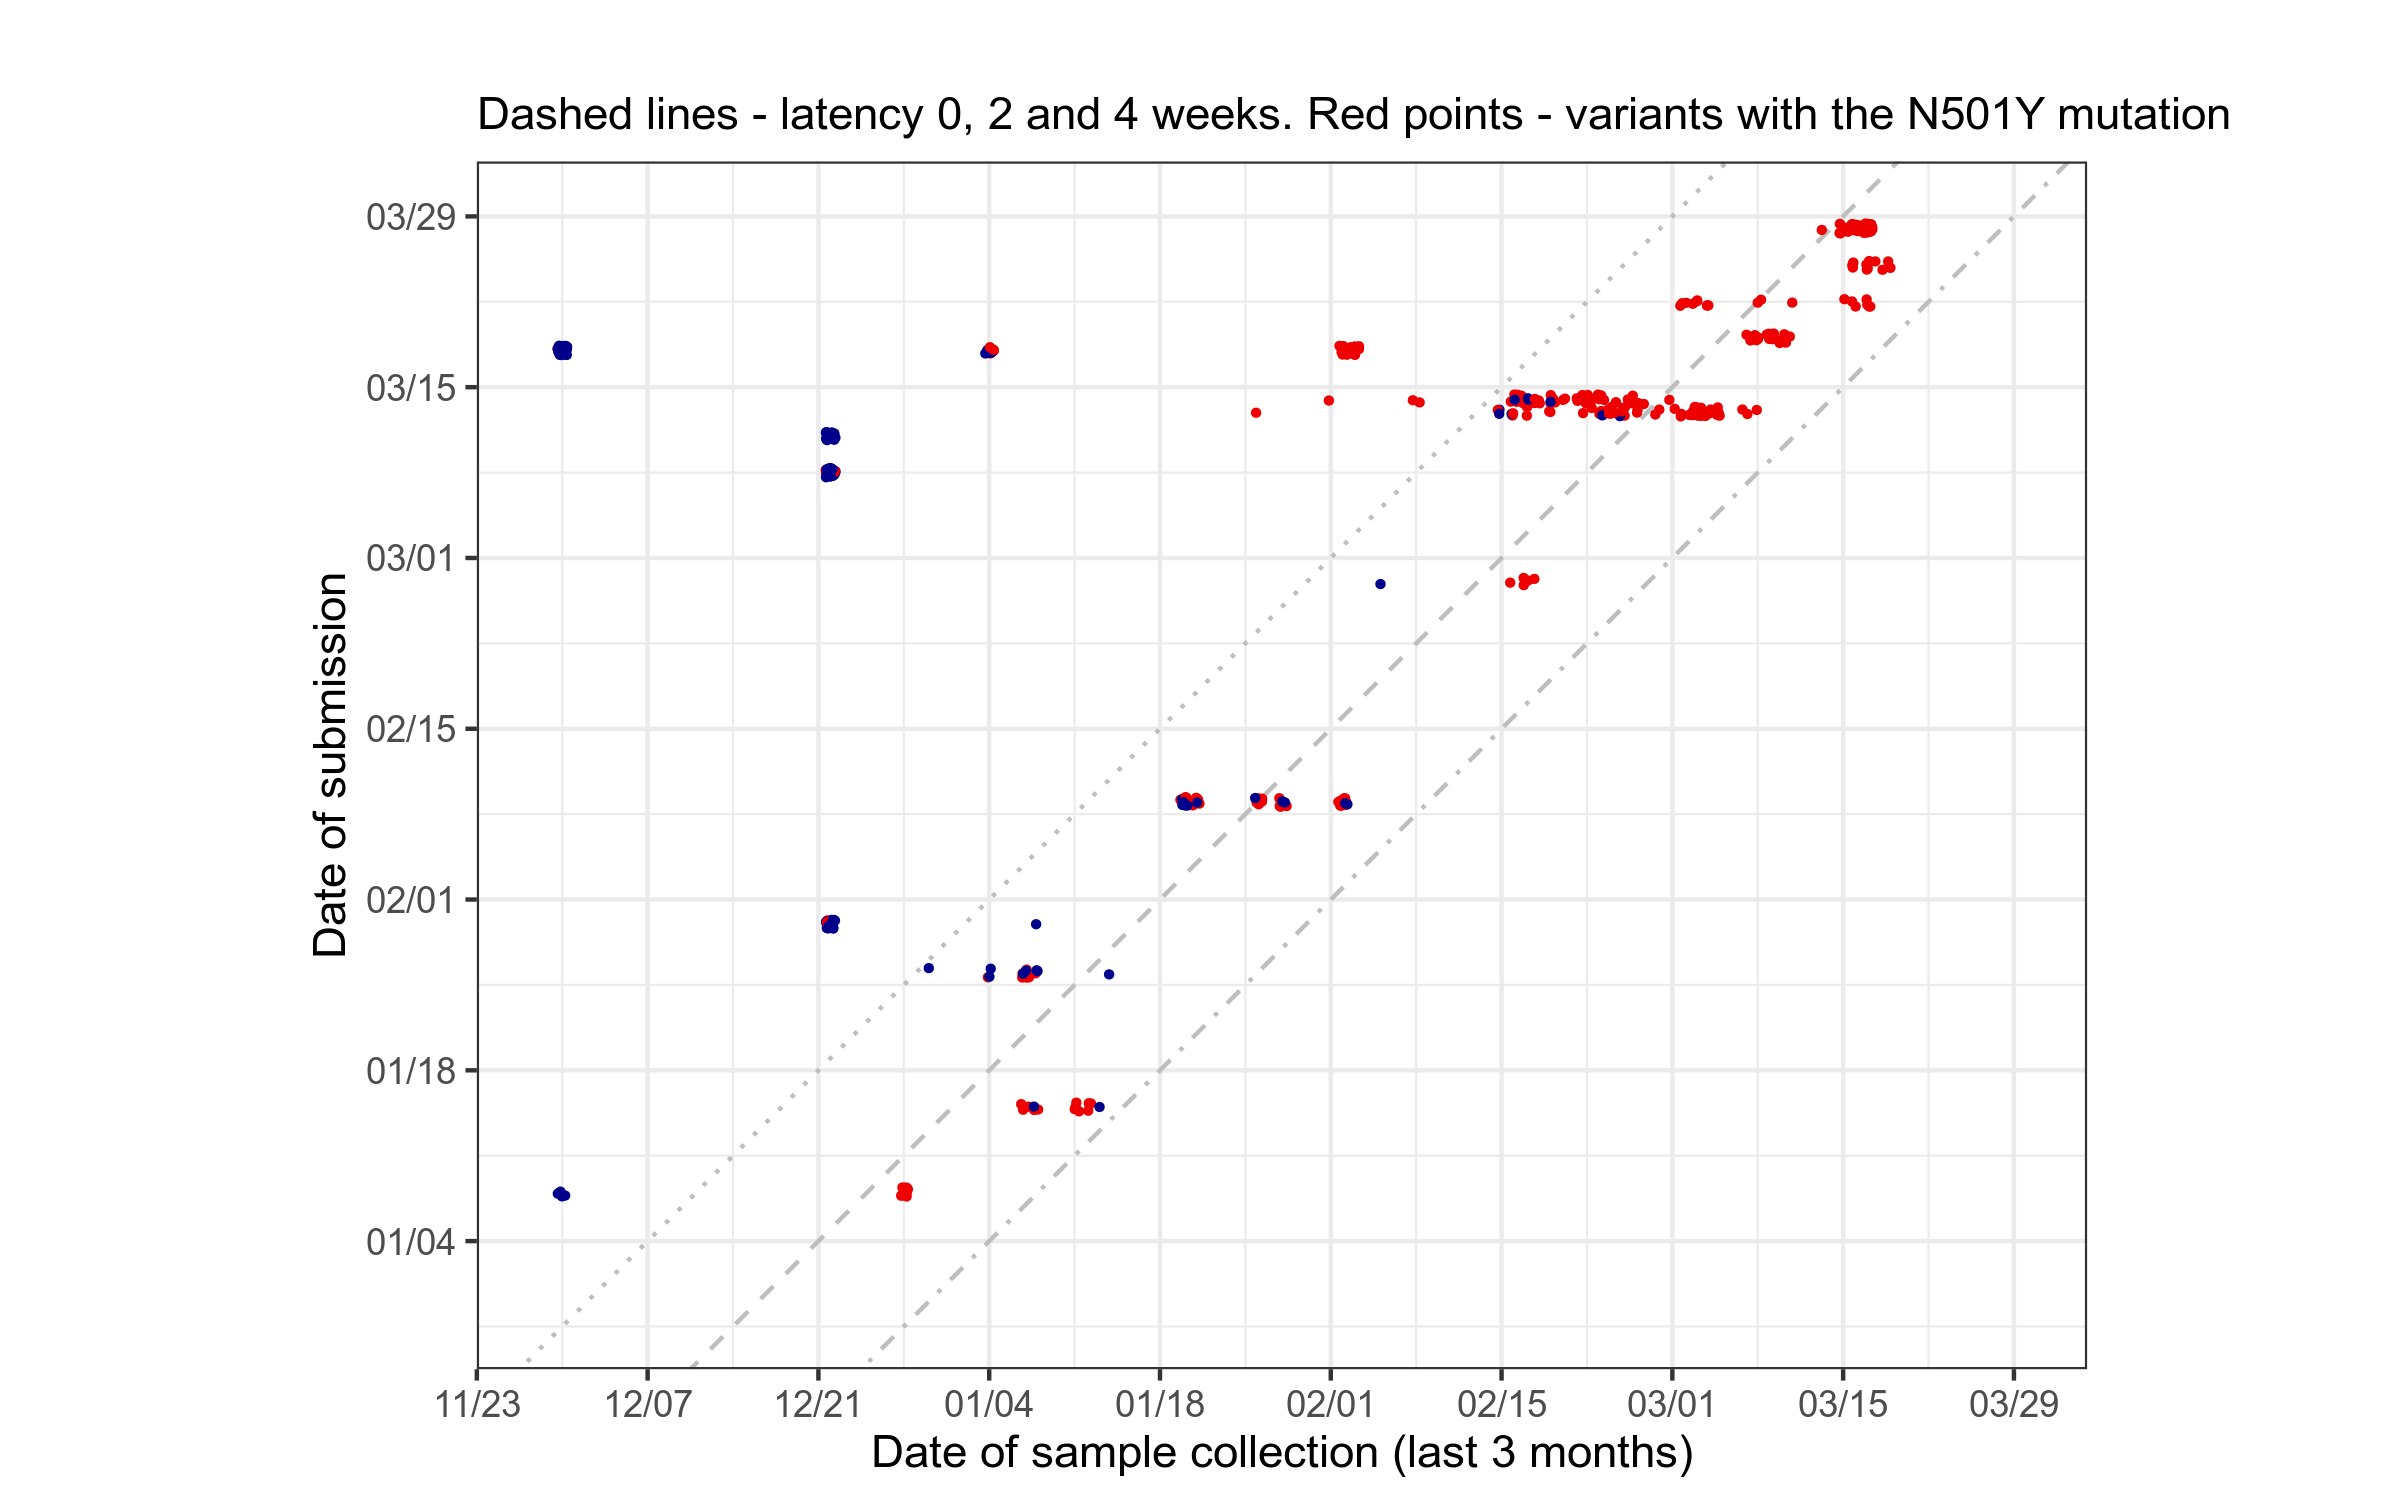 Dashed lines - latency 0, 2 and 4 weeks. Red points - variants with the N501Y mutation
Date of submission
03/29
03/15
03/01
02/15
02/01
01/18
01/04
11/23 12/07 12/21 01/04 01/18 02/01 02/15 03/01 03/15 03/29
Date of sample collection (last 3 months)